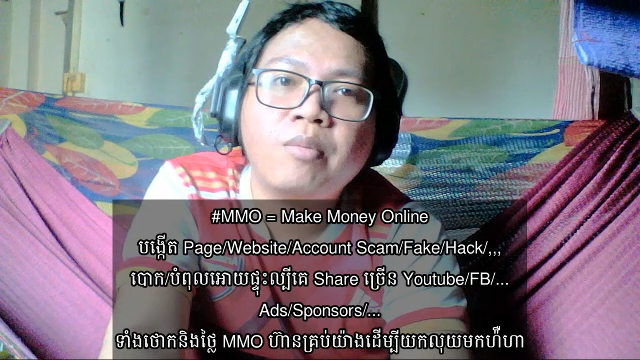 #MMO = Make Money Online
បង្កើត Page/Website/Account Scam/Fake/Hack/,,,
បោក/បំពុលអោយផ្ទុះល្បីគេ Share ច្រើន Youtube/FB/...
Ads/Sponsors/...
ទាំងថោកនិងថ្លៃ MMO ហ៊ានគ្រប់យ៉ាងដើម្បីយកលុយមកហ៉ឺហា